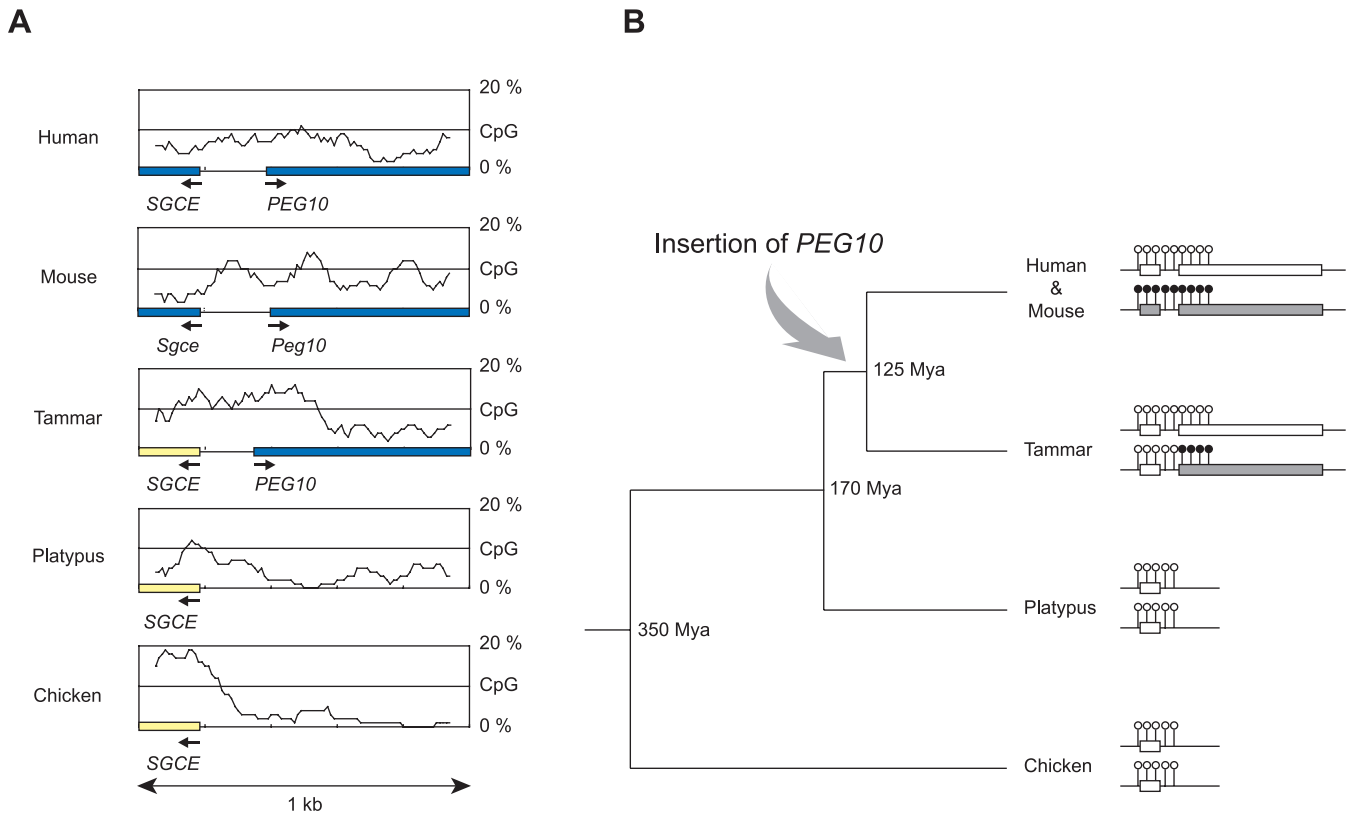 A
Human
20 %
CpG
0 %
SGCE
PEG10
Mouse
20 %
CpG
0 %
Sgce
Peg10
Tammar
20 %
CpG
0 %
SGCE
PEG10
Platypus
20 %
CpG
0 %
SGCE
Chicken
20 %
CpG
0 %
SGCE
1 kb
B
Insertion of PEG10
125 Mya
170 Mya
350 Mya
Human
&
Mouse
Tammar
Platypus
Chicken